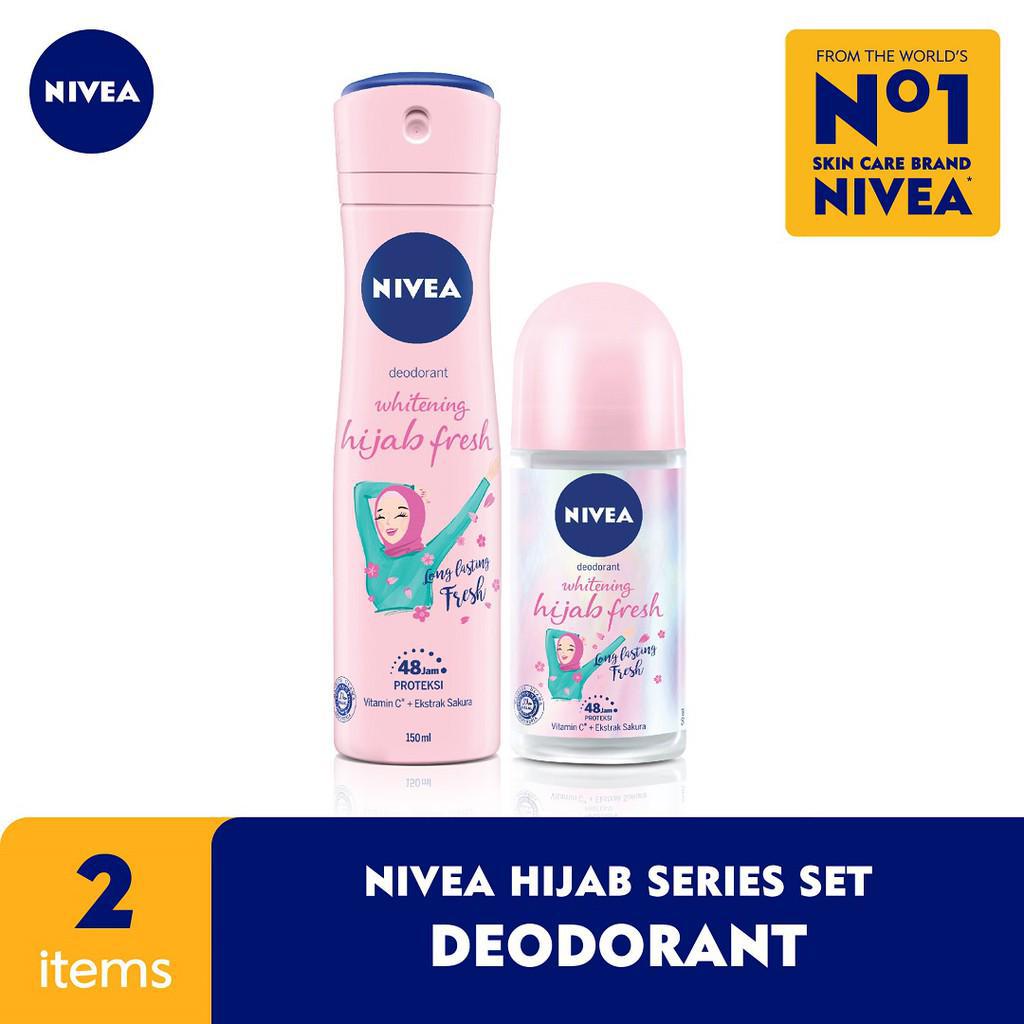 NIVEA
FROM THE WORLD'S
Nº1
SKIN CARE BRAND
NIVEA*
NIVEA
deodorant
whitening
hijab fresh
Long lasting
Fresh
48Jam
PROTEKSI
Vitamin C* + Ekstrak Sakura
150 ml
NIVEA
deodorant
whitening
hijab fresh
Long lasting
Fresh
48Jam
PROTEKSI
Vitamin C* + Ekstrak Sakura
50 ml
2
items
NIVEA HIJAB SERIES SET
DEODORANT